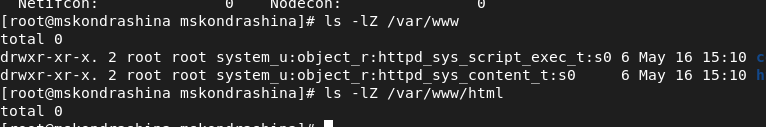 Netifcon: 0 Nodecon: 0
[root@mskondrashina mskondrashina]# ls -lZ /var/www
total 0
drwxr-xr-x. 2 root root system_u:object_r:httpd_sys_script_exec_t:s0 6 May 16 15:10 c
drwxr-xr-x. 2 root root system_u:object_r:httpd_sys_content_t:s0 6 May 16 15:10 h
[root@mskondrashina mskondrashina]# ls -lZ /var/www/html
total 0
[root@mskondrashina mskondrashina]#